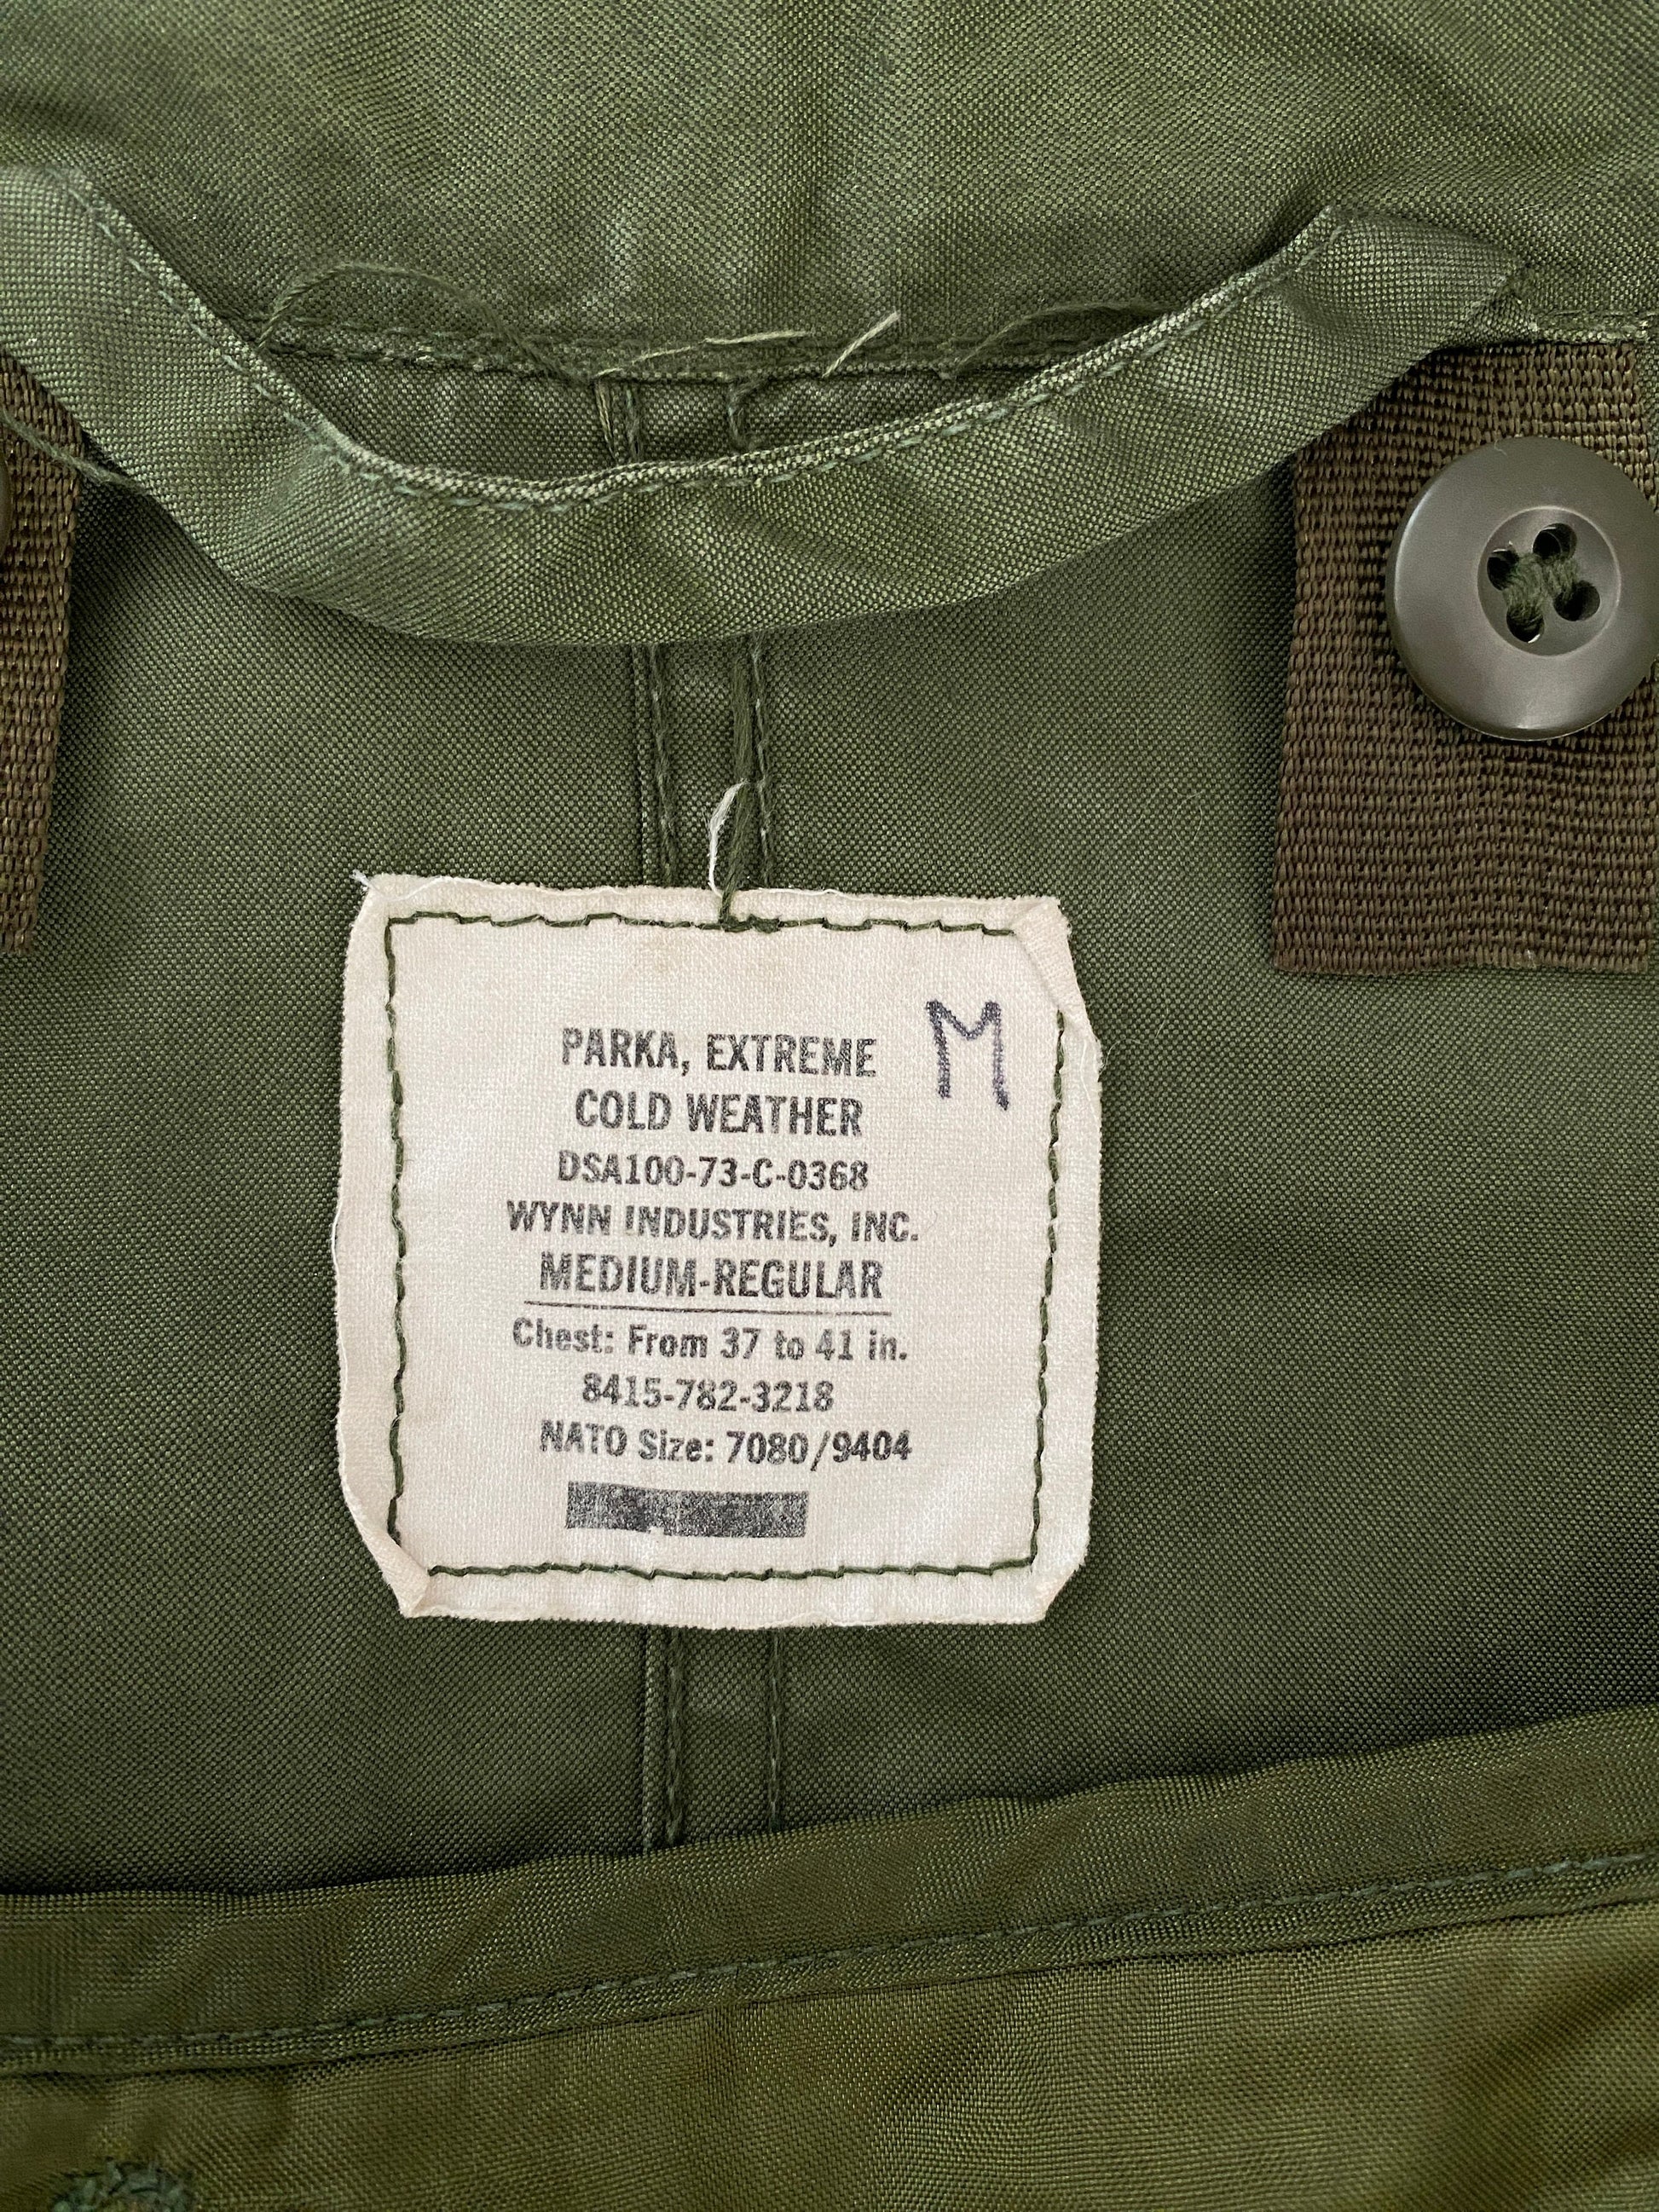 M
PARKA, EXTREME
COLD WEATHER
DSA100-73-C-0368
WYNN INDUSTRIES, INC.
MEDIUM-REGULAR
Chest: From 37 to 41 in.
8415-782-3218
NATO Size: 7080/9404